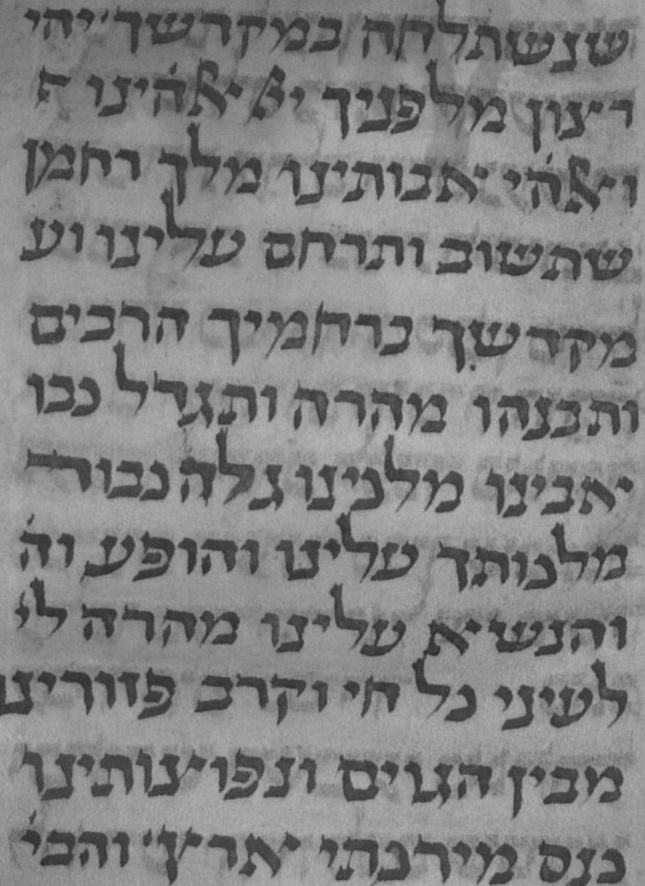 שנשתלחה במקדשך יהי
רצון מלפניך יי אלהינו ה
ואלהי אבותינו מלך רחמן
שתשוב ותרחם עלינו וע
מקדשך ברחמיך הרבים
ותבנהו מהרה ותגדל כבו
אבינו מלכינו גלה כבוד
מלכותך עלינו והופע וה
והנשיא עלינו מהרה לי
לעיני כל חי וקרב פזורינו
מבין הגוים ונפוצותינו
כנס מירכתי ארץ והבי